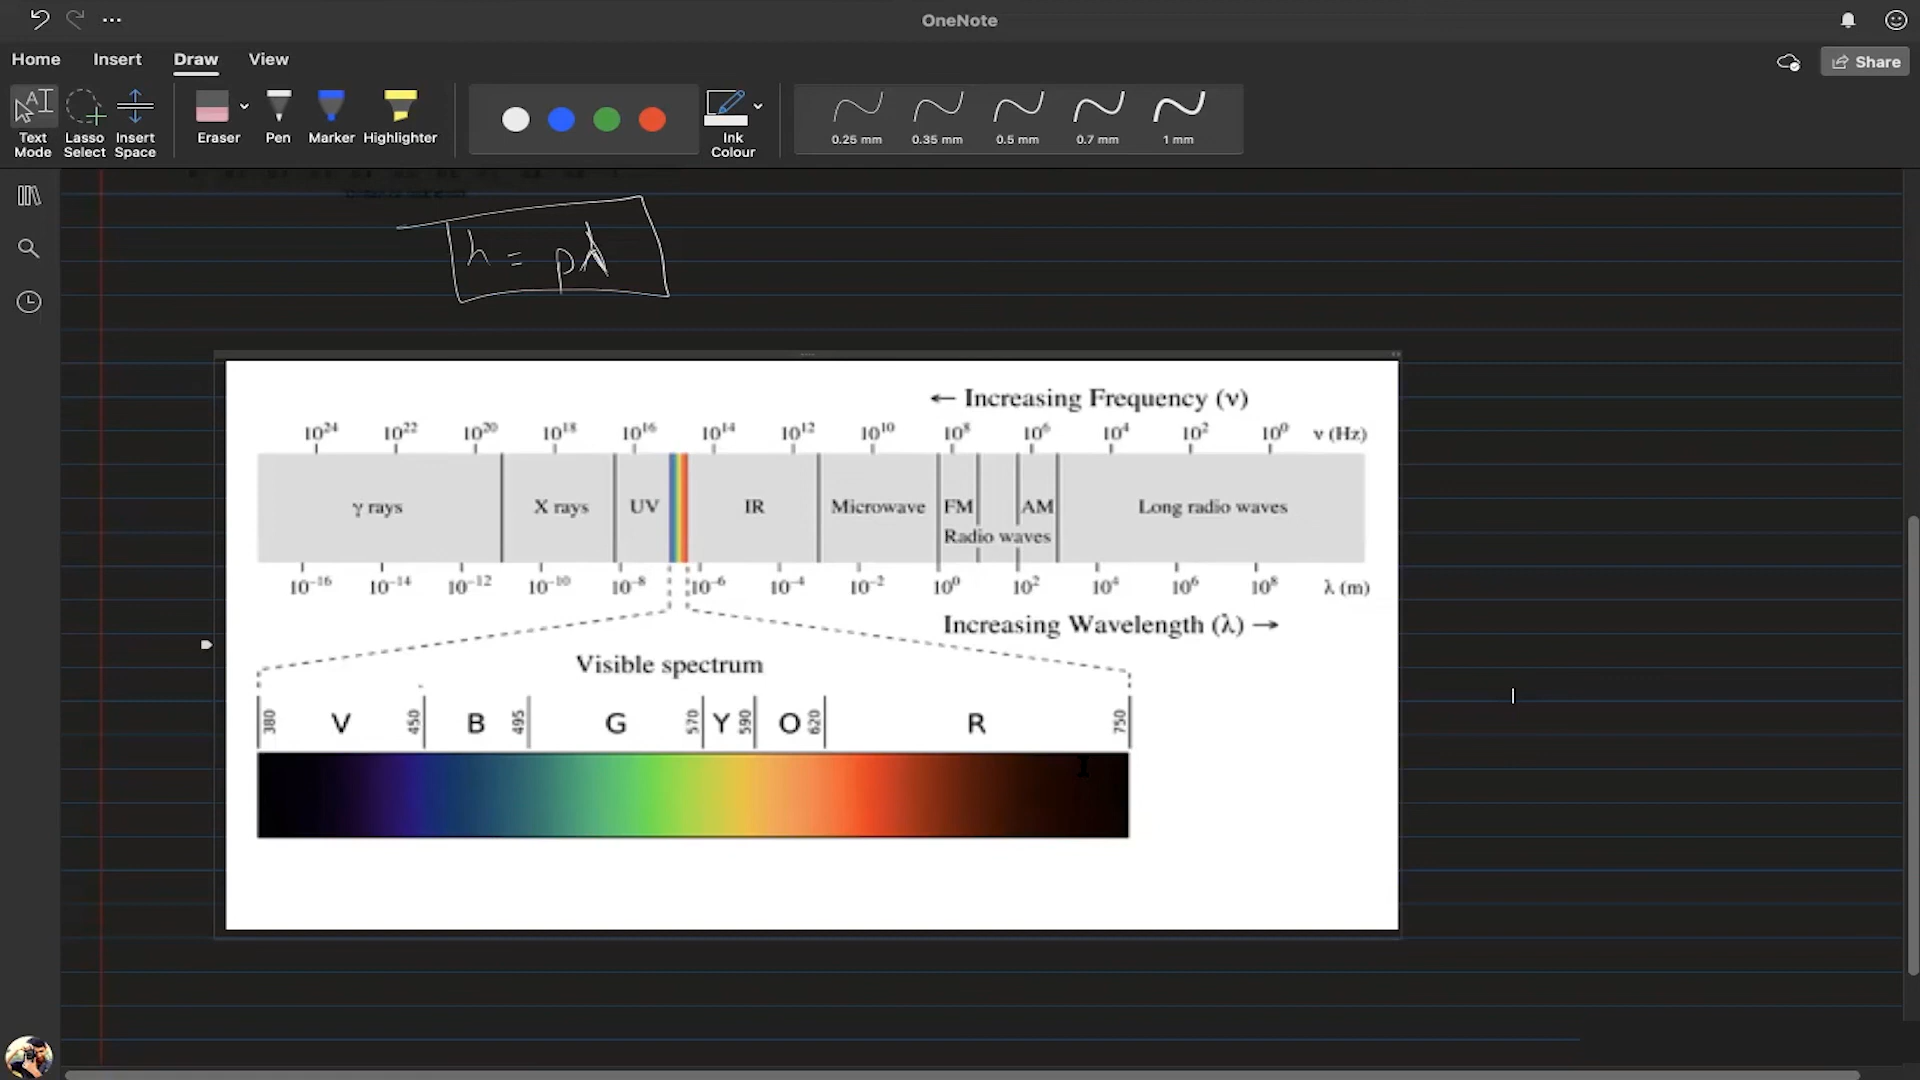 OneNote
Home Insert Draw View
Share
Text Mode
Lasso Select
Insert Space
Eraser
Pen
Marker
Highlighter
Ink Colour
0.25 mm
0.35 mm
0.5 mm
0.7 mm
1 mm
h = pλ
← Increasing Frequency (ν)
10²⁴ 10²² 10²⁰ 10¹⁸ 10¹⁶ 10¹⁴ 10¹² 10¹⁰ 10⁸ 10⁶ 10⁴ 10² 10⁰ ν (Hz)
γ rays X rays UV IR Microwave FM AM Long radio waves
Radio waves
10⁻¹⁶ 10⁻¹⁴ 10⁻¹² 10⁻¹⁰ 10⁻⁸ 10⁻⁶ 10⁻⁴ 10⁻² 10⁰ 10² 10⁴ 10⁶ 10⁸ λ (m)
Increasing Wavelength (λ) →
Visible spectrum
380 V 450 B 495 G 570 Y 590 O 620 R 750